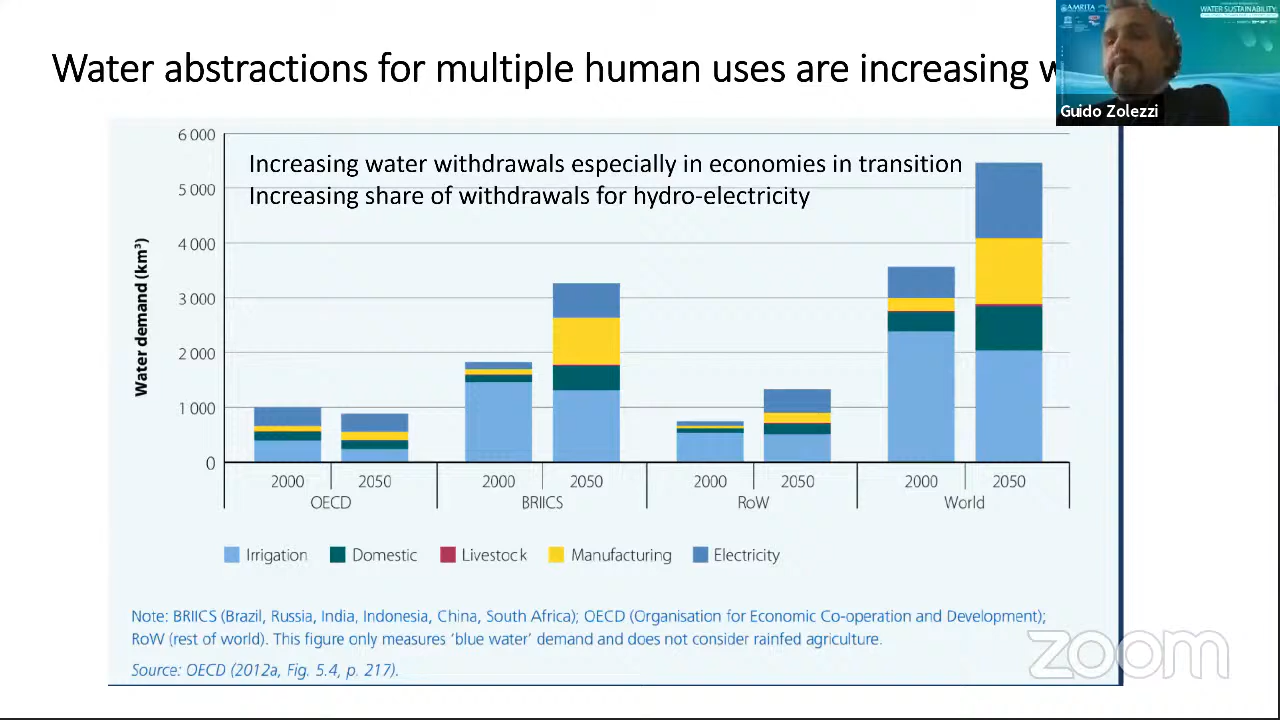 Water abstractions for multiple human uses are increasing
AMRITA
WATER SUSTAINABILITY
Guido Zolezzi
Increasing water withdrawals especially in economies in transition
Increasing share of withdrawals for hydro-electricity
Water demand (km³)
6 000
5 000
4 000
3 000
2 000
1 000
0
2000 2050 2000 2050 2000 2050 2000 2050
OECD BRIICS RoW World
Irrigation Domestic Livestock Manufacturing Electricity
Note: BRIICS (Brazil, Russia, India, Indonesia, China, South Africa); OECD (Organisation for Economic Co-operation and Development);
RoW (rest of world). This figure only measures ‘blue water’ demand and does not consider rainfed agriculture.
Source: OECD (2012a, Fig. 5.4, p. 217).
zoom